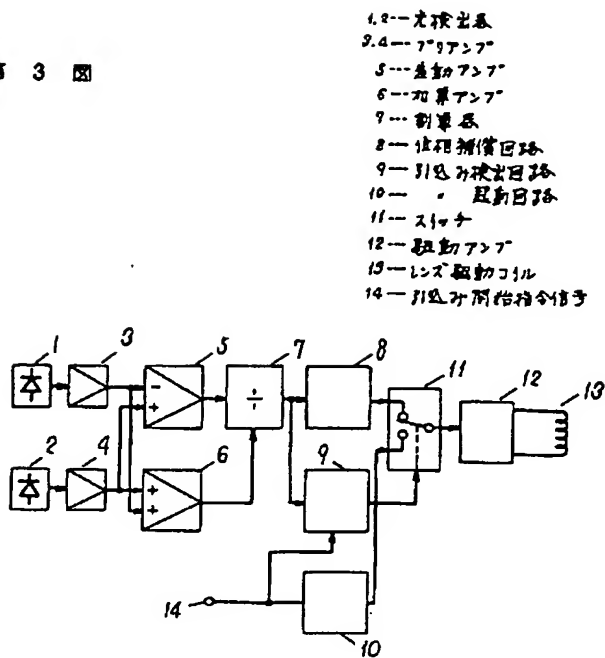 1,2---光検出器
3,4---プリアンプ
第 3 図
5---差動アンプ
6---加算アンプ
7---割算器
8---位相補償回路
9---引込み検出回路
10--- 〃 起動回路
11---スイッチ
12---駆動アンプ
13---レンズ駆動コイル
14---引込み開始指令信号
1
3
5
7
8
11
12
13
-
+
÷
2
4
6
9
+
+
14
10